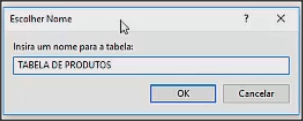 Escolher Nome ? X
Insira um nome para a tabela:
TABELA DE PRODUTOS
OK Cancelar